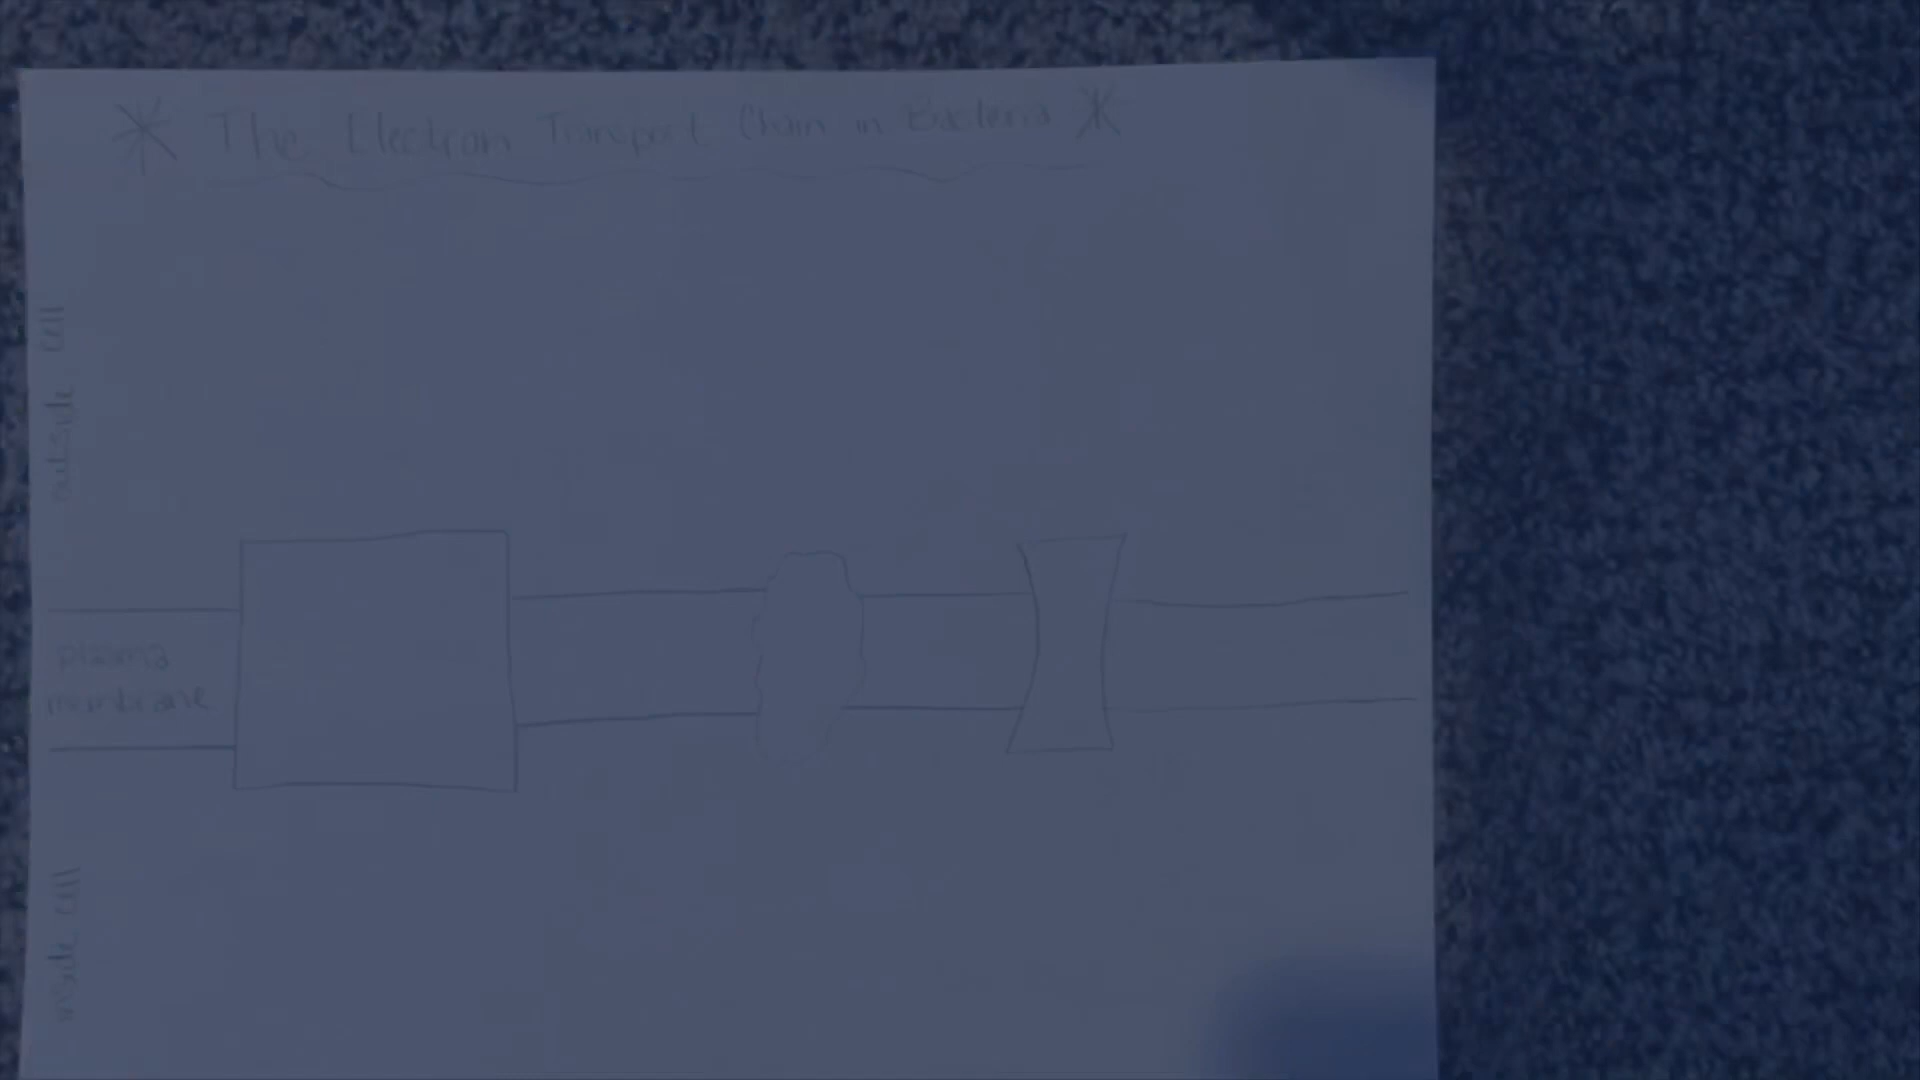 The Electron Transport Chain in Bacteria
outside cell
plasma
membrane
inside cell